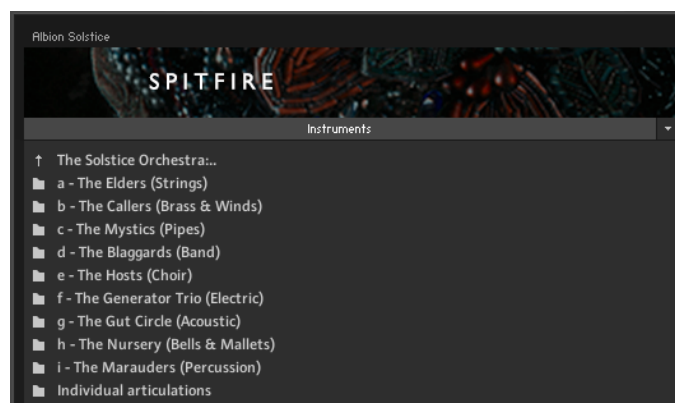 Albion Solstice
SPITFIRE
Instruments
The Solstice Orchestra:..
a - The Elders (Strings)
b - The Callers (Brass & Winds)
c - The Mystics (Pipes)
d - The Blaggards (Band)
e - The Hosts (Choir)
f - The Generator Trio (Electric)
g - The Gut Circle (Acoustic)
h - The Nursery (Bells & Mallets)
i - The Marauders (Percussion)
Individual articulations